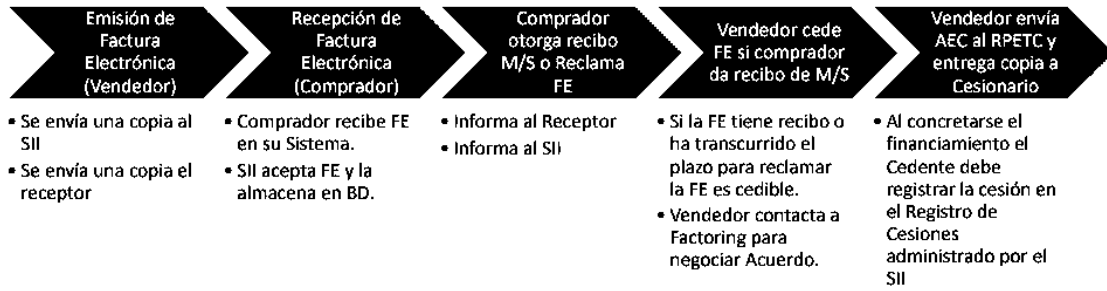 Emisión de
Factura
Electrónica
(Vendedor)
• Se envía una copia al
SII
• Se envía una copia el
receptor
Recepción de
Factura
Electrónica
(Comprador)
• Comprador recibe FE
en su Sistema.
• SII acepta FE y la
almacena en BD.
Comprador
otorga recibo
M/S o Reclama
FE
• Informa al Receptor
• Informa al SII
Vendedor cede
FE si comprador
da recibo de M/S
• Si la FE tiene recibo o
ha transcurrido el
plazo para reclamar
la FE es cedible.
• Vendedor contacta a
Factoring para
negociar Acuerdo.
Vendedor envía
AEC al RPETC y
entrega copia a
Cesionario
• Al concretarse el
financiamiento el
Cedente debe
registrar la cesión en
el Registro de
Cesiones
administrado por el
SII